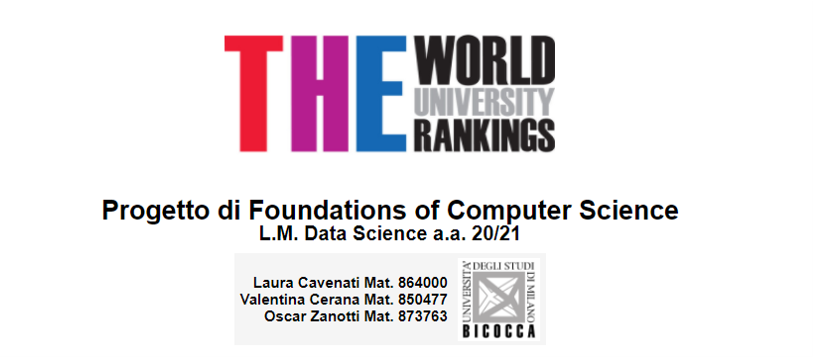 THE WORLD
UNIVERSITY
RANKINGS
Progetto di Foundations of Computer Science
L.M. Data Science a.a. 20/21
Laura Cavenati Mat. 864000
Valentina Cerana Mat. 850477
Oscar Zanotti Mat. 873763
UNIVERSITA' DEGLI STUDI DI MILANO
BICOCCA